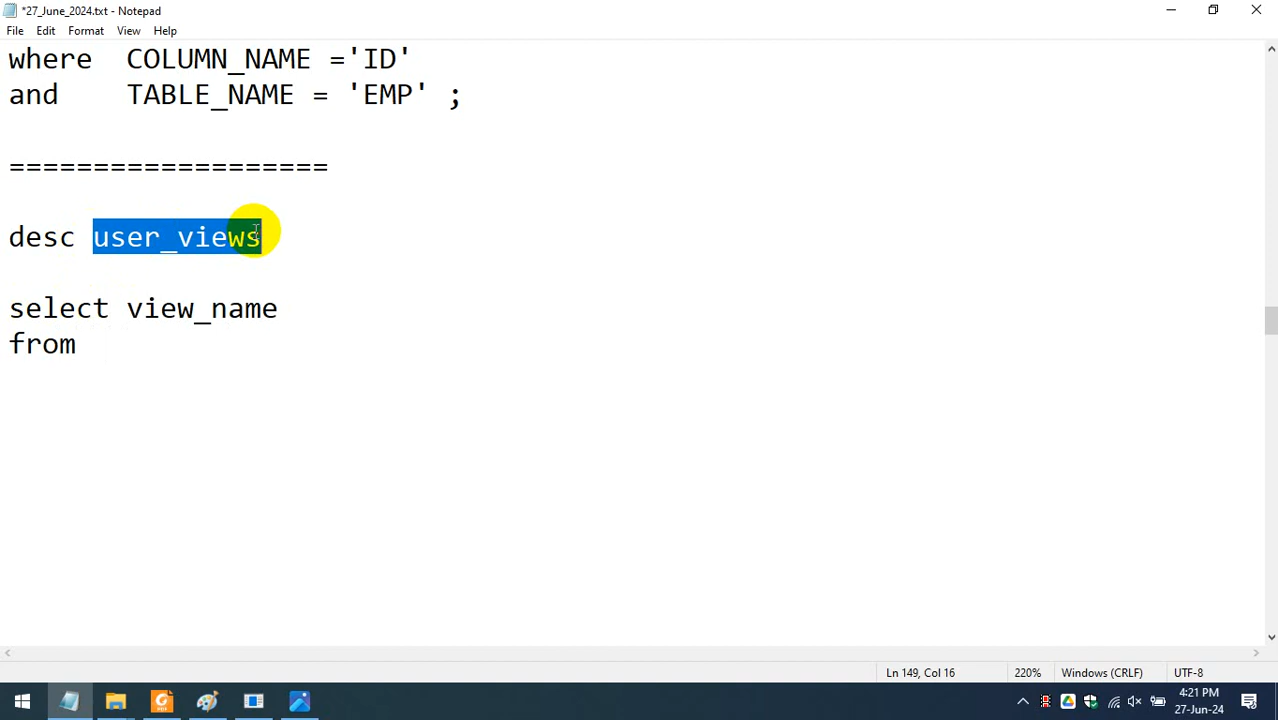 *27_June_2024.txt - Notepad
File Edit Format View Help
where COLUMN_NAME ='ID'
and TABLE_NAME = 'EMP' ;
===================
desc user_views
select view_name
from
Ln 149, Col 16 220% Windows (CRLF) UTF-8
PDF
4:21 PM
27-Jun-24